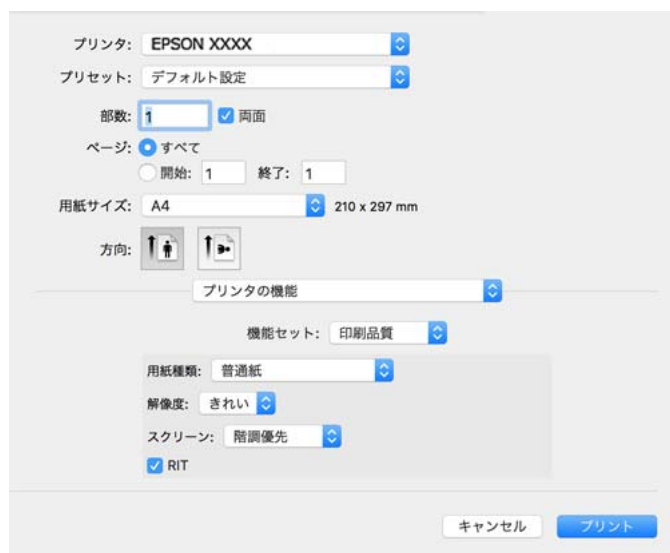 プリンタ: EPSON XXXX
プリセット: デフォルト設定
部数: 1 両面
ページ: すべて
開始: 1 終了: 1
用紙サイズ: A4 210 x 297 mm
方向:
プリンタの機能
機能セット: 印刷品質
用紙種類: 普通紙
解像度: きれい
スクリーン: 階調優先
RIT
キャンセル プリント